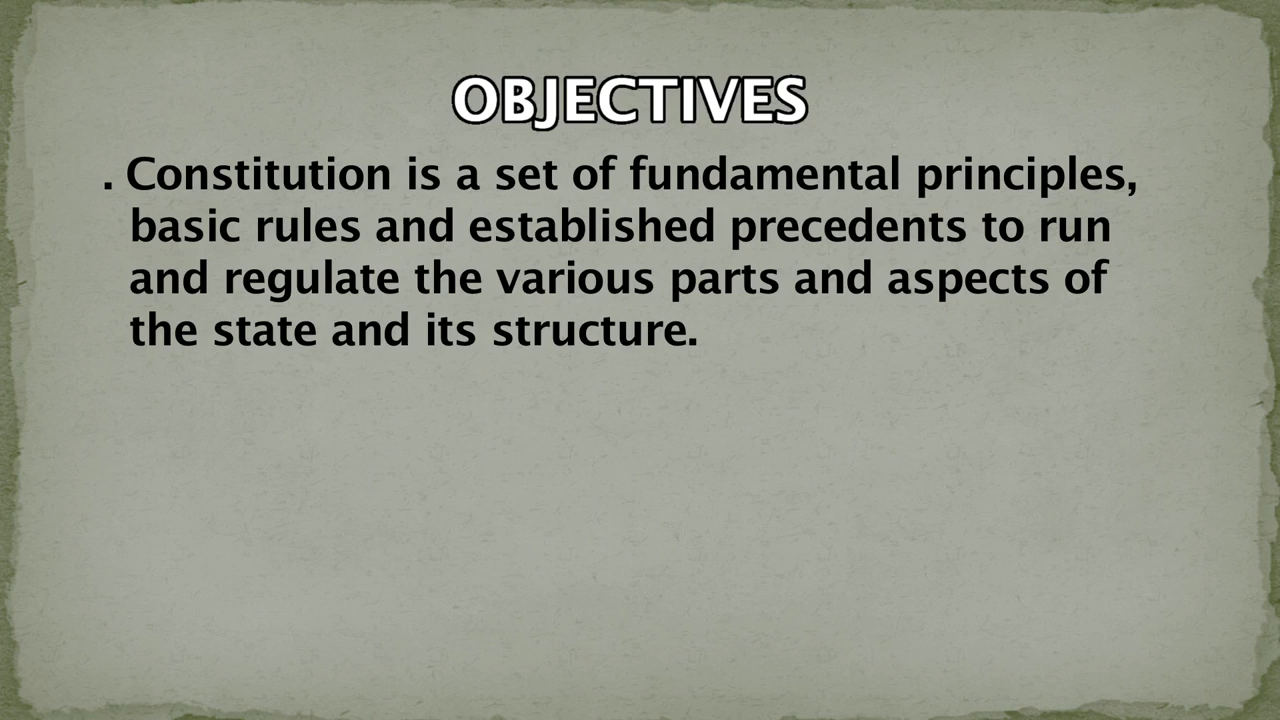 OBJECTIVES
. Constitution is a set of fundamental principles,
basic rules and established precedents to run
and regulate the various parts and aspects of
the state and its structure.